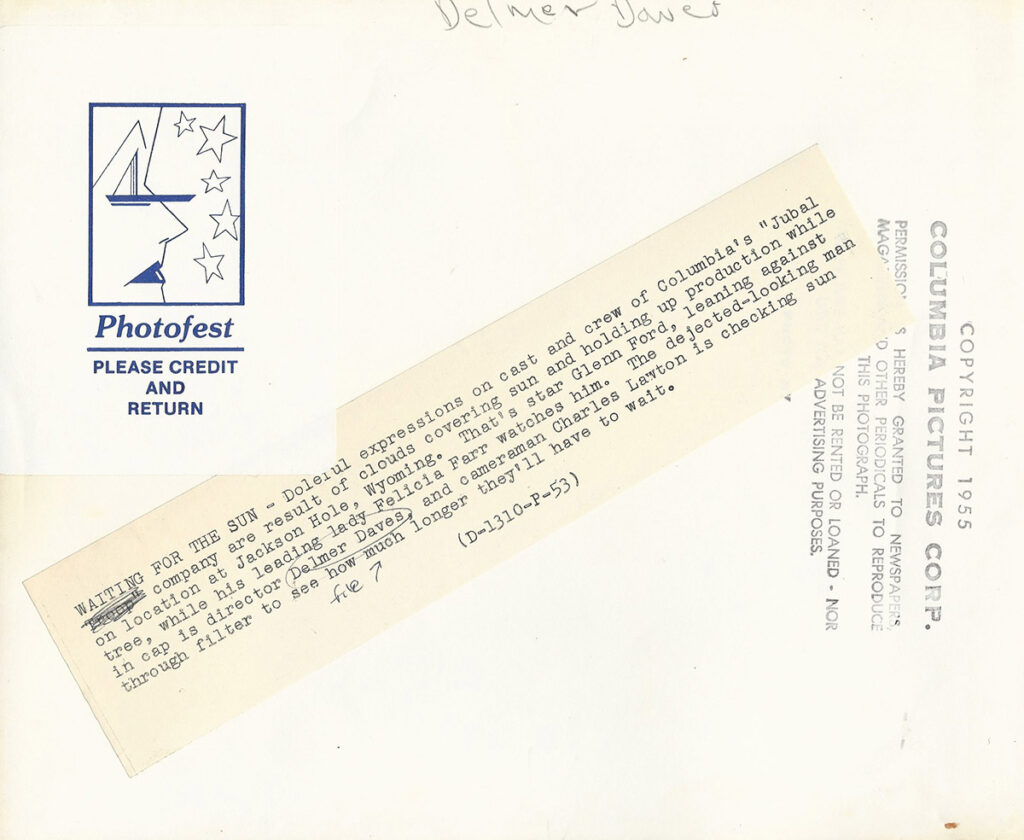 Delmer Daves
Photofest
PLEASE CREDIT
AND
RETURN
WAITING FOR THE SUN - Doleful expressions on cast and crew of Columbia's "Jubal
company are result of clouds covering sun and holding up production while
on location at Jackson Hole, Wyoming. That's star Glenn Ford, leaning against
tree, while his leading lady Felicia Farr watches him. The dejected-looking man
in cap is director Delmer Daves, and cameraman Charles Lawton is checking sun
through filter to see how much longer they'll have to wait.
(D-1310-P-53)
COPYRIGHT 1955
COLUMBIA PICTURES CORP.
HEREBY GRANTED TO NEWSPAPERS,
OTHER PERIODICALS TO REPRODUCE
THIS PHOTOGRAPH.
NOT BE RENTED OR LOANED - NOR
ADVERTISING PURPOSES.